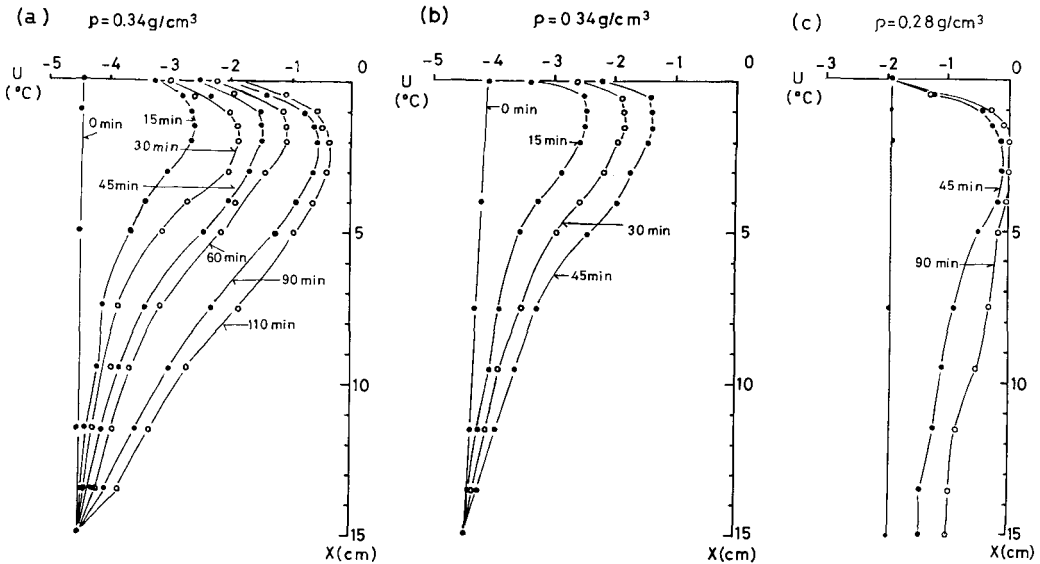 (a) ρ=0.34g/cm³
-5 -4 -3 -2 -1 0
U
(°C)
0 min
15min
30 min
45min
60 min
90 min
110 min
5
10
15
X(cm)
(b) ρ=0.34g/cm³
-5 -4 -3 -2 -1 0
U
(°C)
0 min
15min
30 min
45min
5
10
15
X(cm)
(c) ρ=0.28g/cm³
-3 -2 -1 0
U
(°C)
45 min
90 min
5
10
15
X(cm)